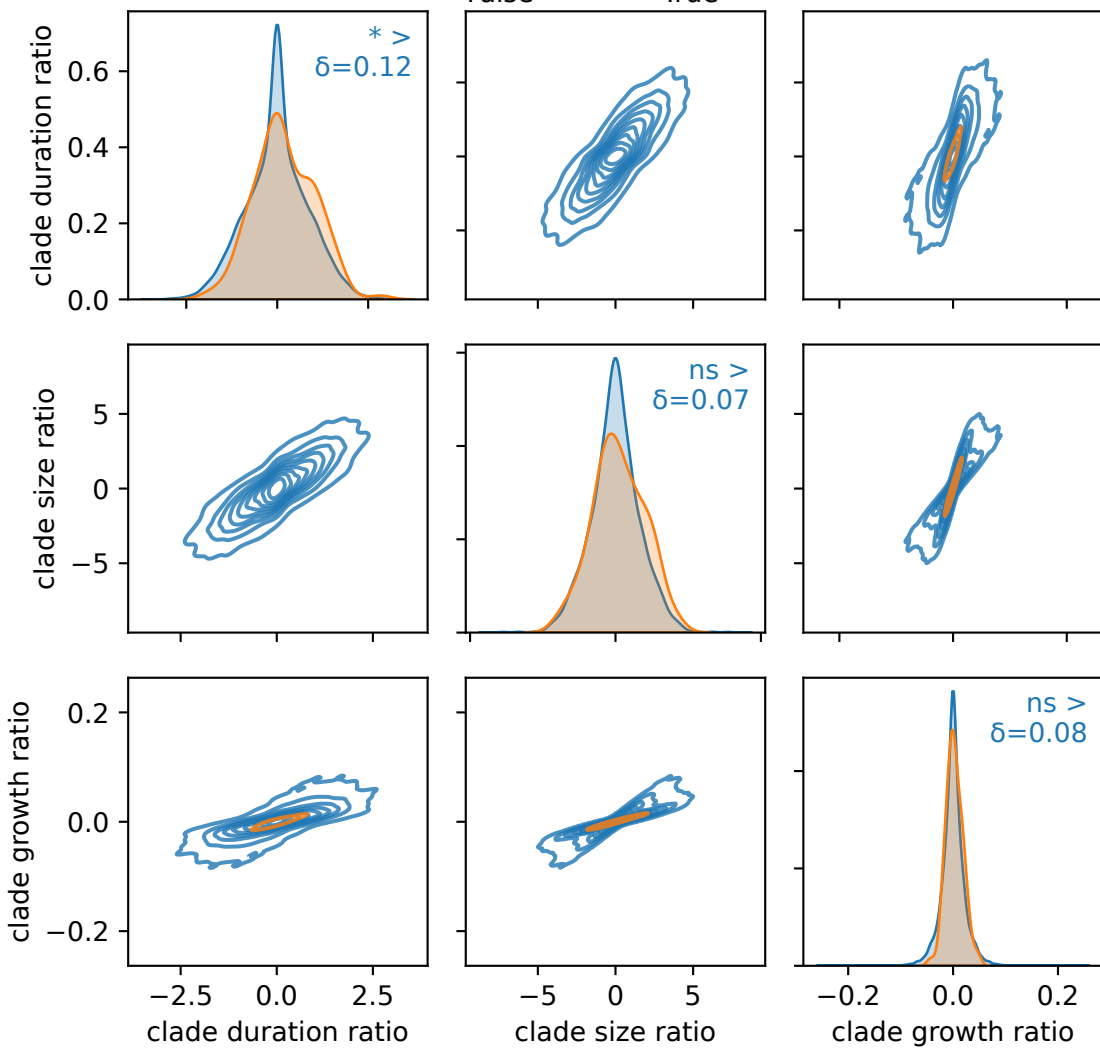 clade duration ratio
0.6
0.4
0.2
0.0
* >
δ=0.12
clade size ratio
5
0
−5
ns >
δ=0.07
clade growth ratio
0.2
0.0
−0.2
ns >
δ=0.08
−2.5 0.0 2.5
−5 0 5
−0.2 0.0 0.2
clade duration ratio
clade size ratio
clade growth ratio